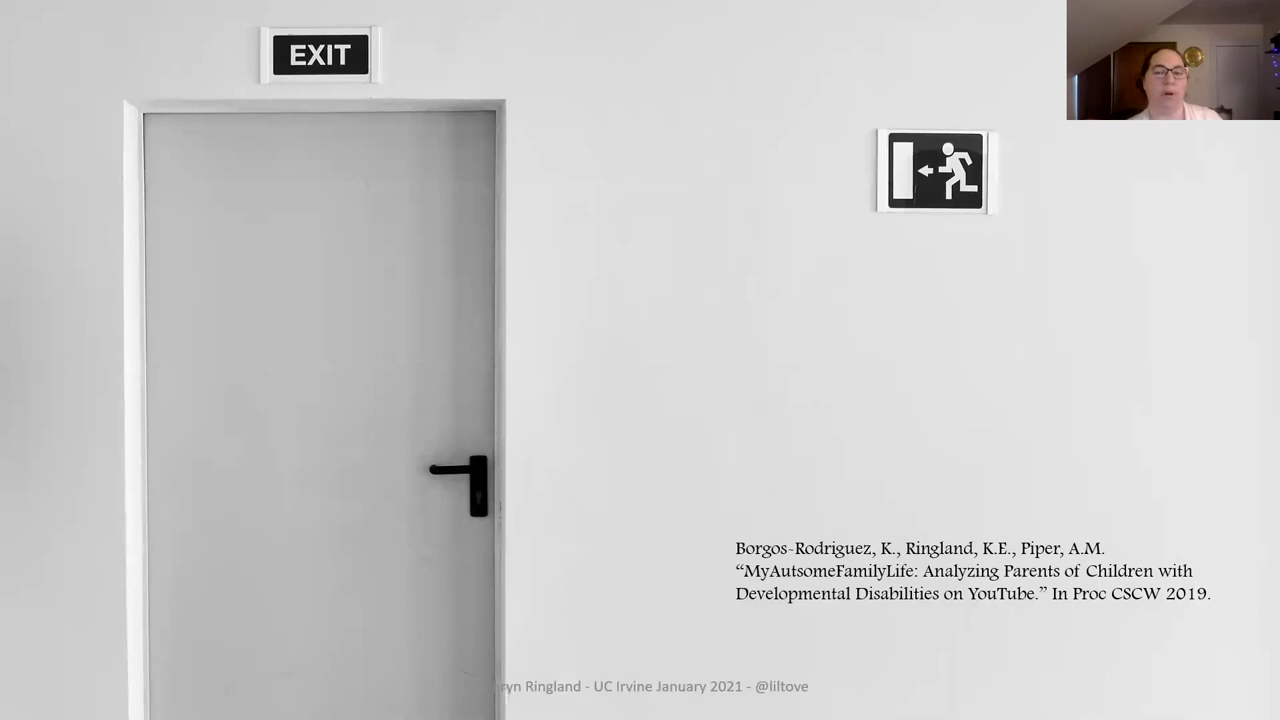 EXIT
Borgos-Rodriguez, K., Ringland, K.E., Piper, A.M.
“MyAutsomeFamilyLife: Analyzing Parents of Children with
Developmental Disabilities on YouTube.” In Proc CSCW 2019.
Ringland - UC Irvine January 2021 - @liltove